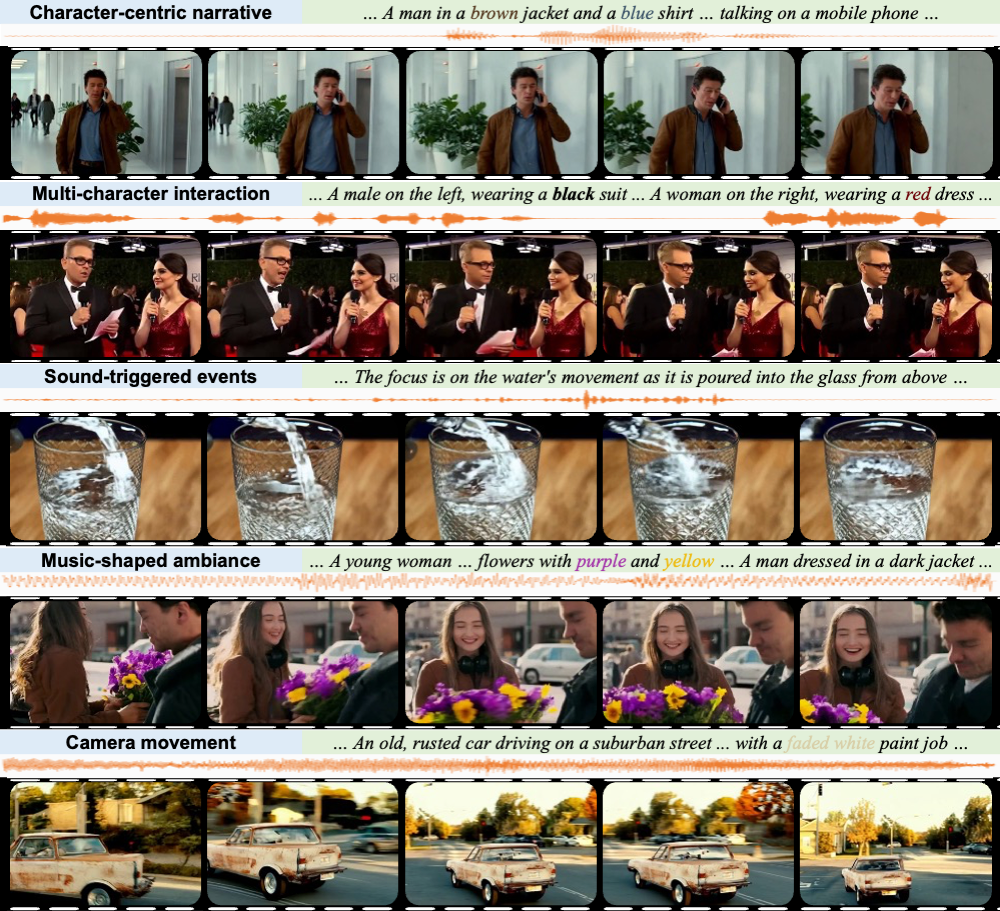 Character-centric narrative
... A man in a brown jacket and a blue shirt ... talking on a mobile phone ...
Multi-character interaction
... A male on the left, wearing a black suit ... A woman on the right, wearing a red dress ...
Sound-triggered events
... The focus is on the water's movement as it is poured into the glass from above ...
Music-shaped ambiance
... A young woman ... flowers with purple and yellow ... A man dressed in a dark jacket ...
Camera movement
... An old, rusted car driving on a suburban street ... with a faded white paint job ...